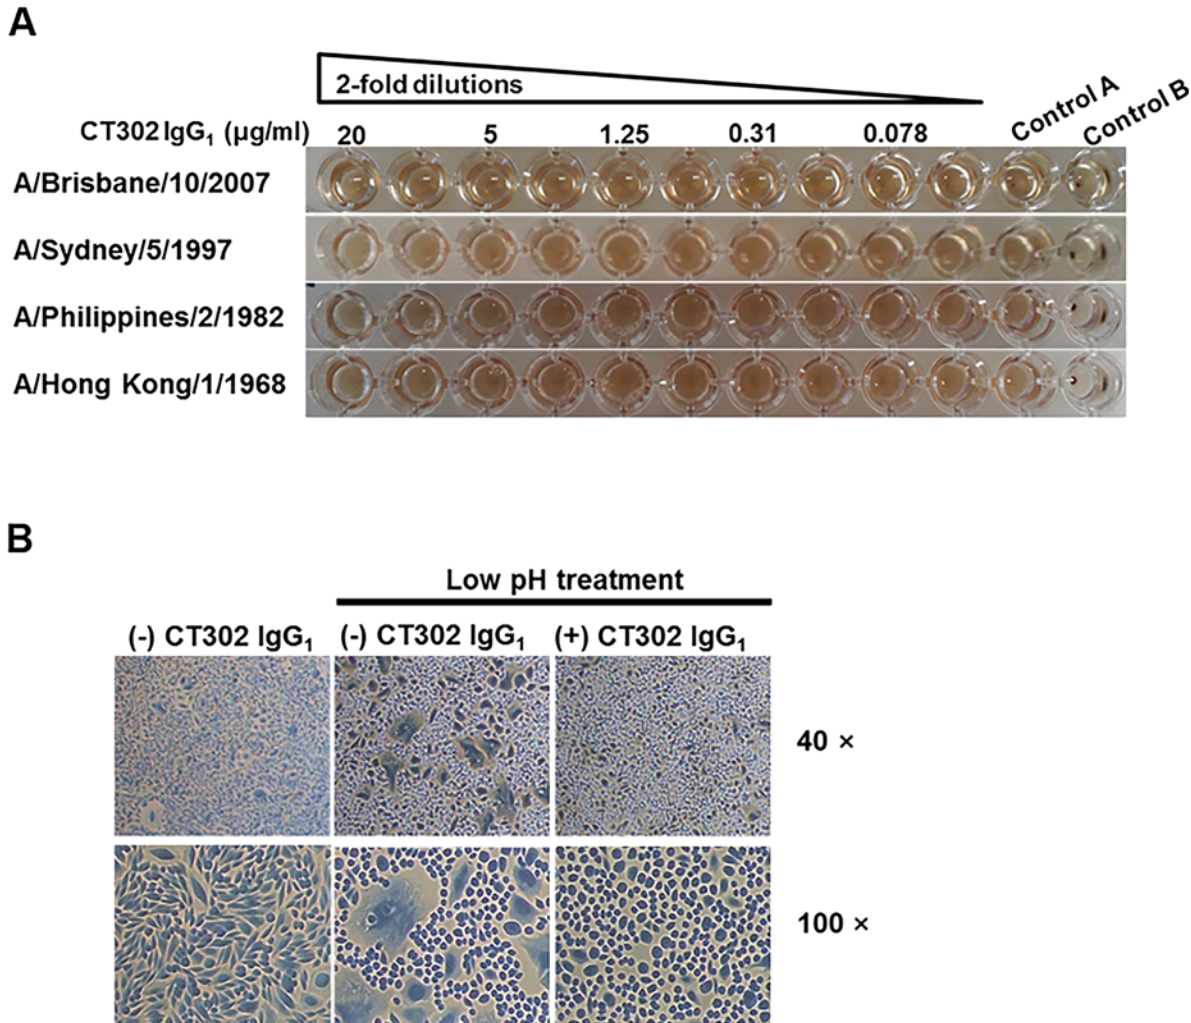 A
2-fold dilutions
Control A
Control B
CT302 IgG₁ (µg/ml) 20 5 1.25 0.31 0.078
A/Brisbane/10/2007
A/Sydney/5/1997
A/Philippines/2/1982
A/Hong Kong/1/1968
B
Low pH treatment
(-) CT302 IgG₁ (-) CT302 IgG₁ (+) CT302 IgG₁
40 ×
100 ×